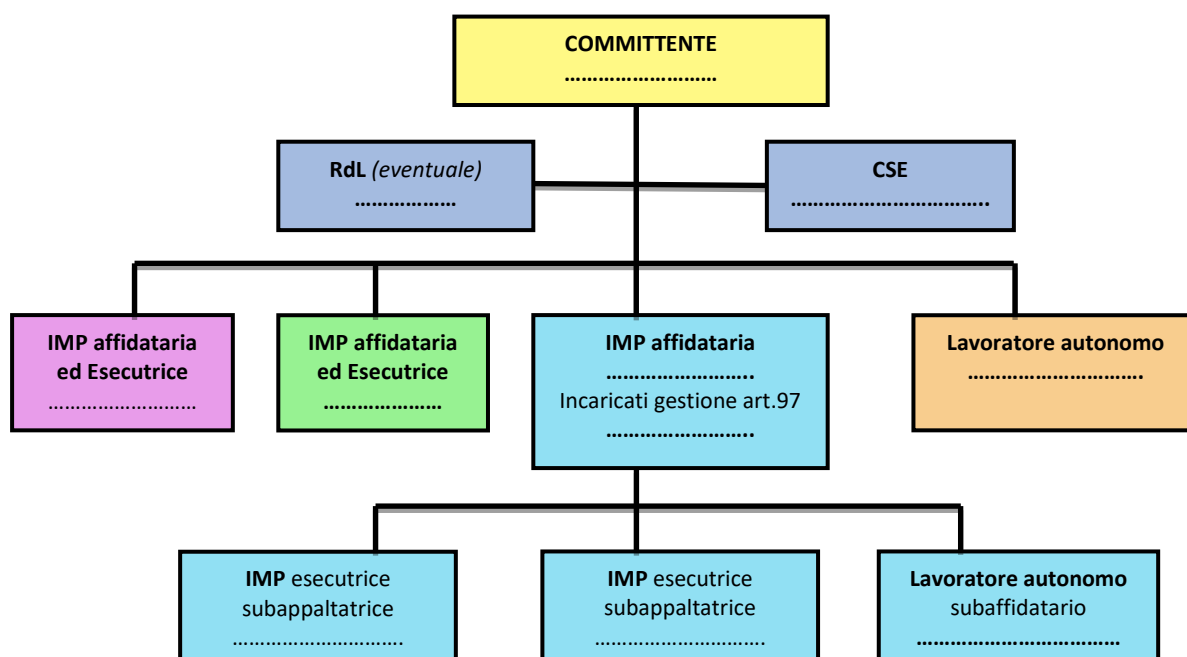 COMMITTENTE
………………………
RdL (eventuale)
………………
CSE
……………………………..
IMP affidataria
ed Esecutrice
………………………
IMP affidataria
ed Esecutrice
…………………
IMP affidataria
……………………..
Incaricati gestione art.97
……………………..
Lavoratore autonomo
………………………….
IMP esecutrice
subappaltatrice
………………………….
IMP esecutrice
subappaltatrice
………………………….
Lavoratore autonomo
subaffidatario
……………………………